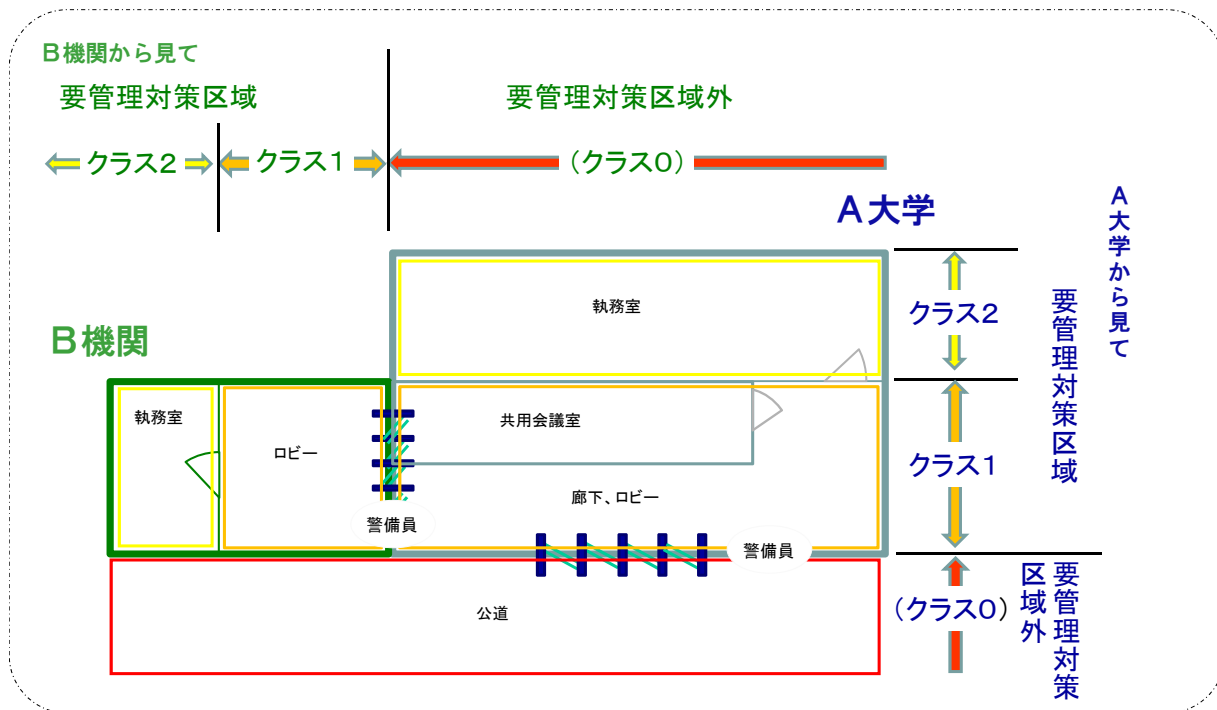 B機関から見て
要管理対策区域
要管理対策区域外
クラス2
クラス1
(クラス0)
A大学
A大学から見て
執務室
クラス2
要管理対策区域
B機関
執務室
ロビー
共用会議室
クラス1
廊下、ロビー
警備員
警備員
公道
(クラス0)
要管理対策
区域外